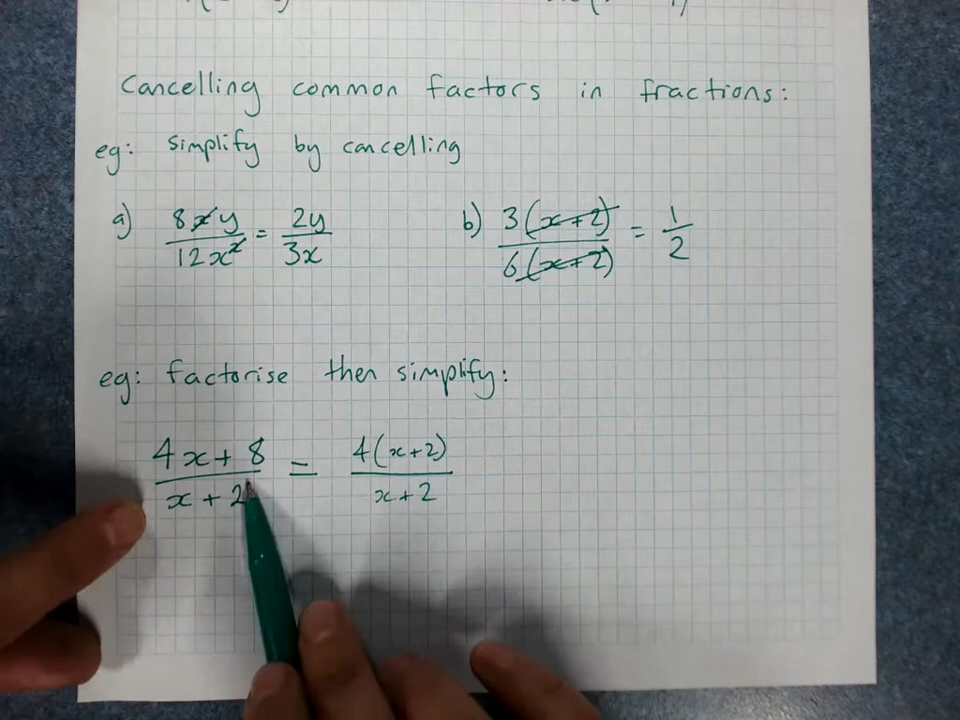 Cancelling common factors in fractions:
eg: simplify by cancelling
a) 8xy/12x² = 2y/3x b) 3(x+2)/6(x+2) = 1/2
eg: factorise then simplify:
4x+8/x+2 = 4(x+2)/x+2